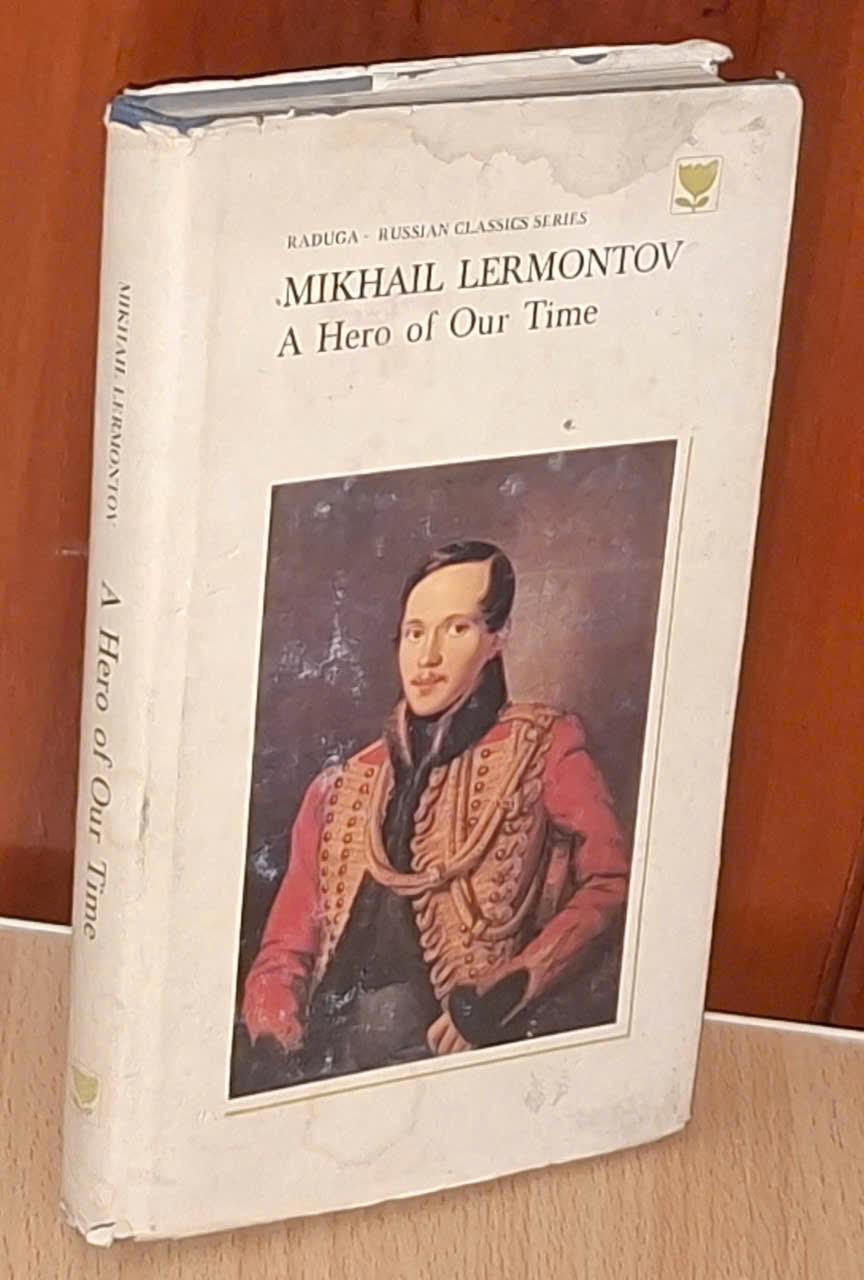 RADUGA - RUSSIAN CLASSICS SERIES
MIKHAIL LERMONTOV
A Hero of Our Time
MIKHAIL LERMONTOV A Hero of Our Time